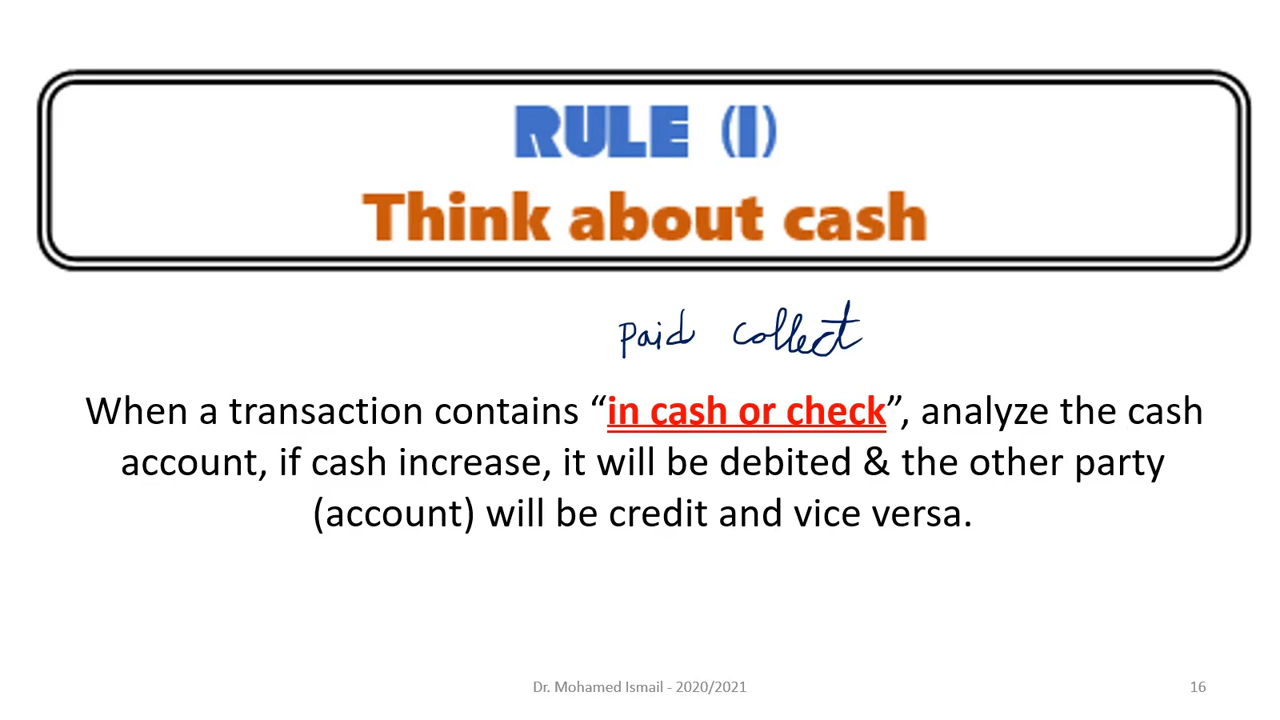 RULE (I)
Think about cash
paid collect
When a transaction contains “in cash or check”, analyze the cash
account, if cash increase, it will be debited & the other party
(account) will be credit and vice versa.
Dr. Mohamed Ismail - 2020/2021 16